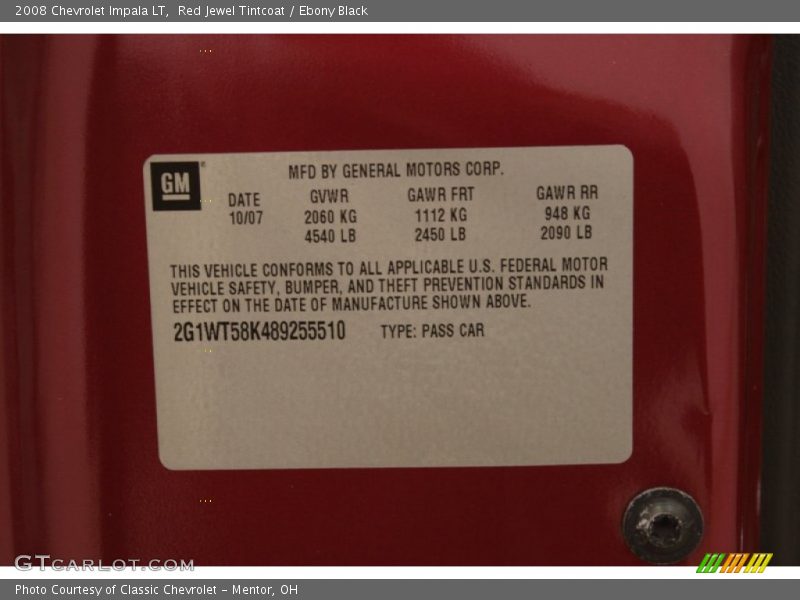 2008 Chevrolet Impala LT,  Red Jewel Tintcoat / Ebony Black
GM
MFD BY GENERAL MOTORS CORP.
DATE GVWR GAWR FRT GAWR RR
10/07 2060 KG 1112 KG 948 KG
4540 LB 2450 LB 2090 LB
THIS VEHICLE CONFORMS TO ALL APPLICABLE U.S. FEDERAL MOTOR
VEHICLE SAFETY, BUMPER, AND THEFT PREVENTION STANDARDS IN
EFFECT ON THE DATE OF MANUFACTURE SHOWN ABOVE.
2G1WT58K489255510 TYPE: PASS CAR
GTCARLOT.COM
Photo Courtesy of Classic Chevrolet - Mentor, OH